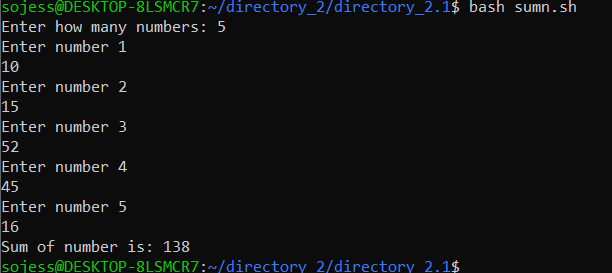 sojess@DESKTOP-8LSMCR7:~/directory_2/directory_2.1$ bash sumn.sh
Enter how many numbers: 5
Enter number 1
10
Enter number 2
15
Enter number 3
52
Enter number 4
45
Enter number 5
16
Sum of number is: 138
sojess@DESKTOP-8LSMCR7:~/directory_2/directory_2.1$